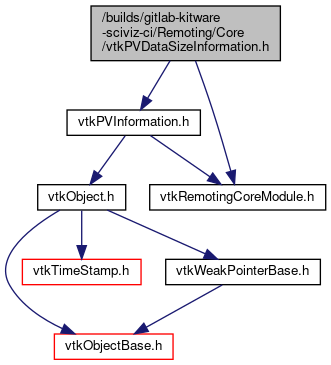 /builds/gitlab-kitware
-sciviz-ci/Remoting/Core
/vtkPVDataSizeInformation.h
vtkPVInformation.h
vtkObject.h
vtkRemotingCoreModule.h
vtkTimeStamp.h
vtkWeakPointerBase.h
vtkObjectBase.h